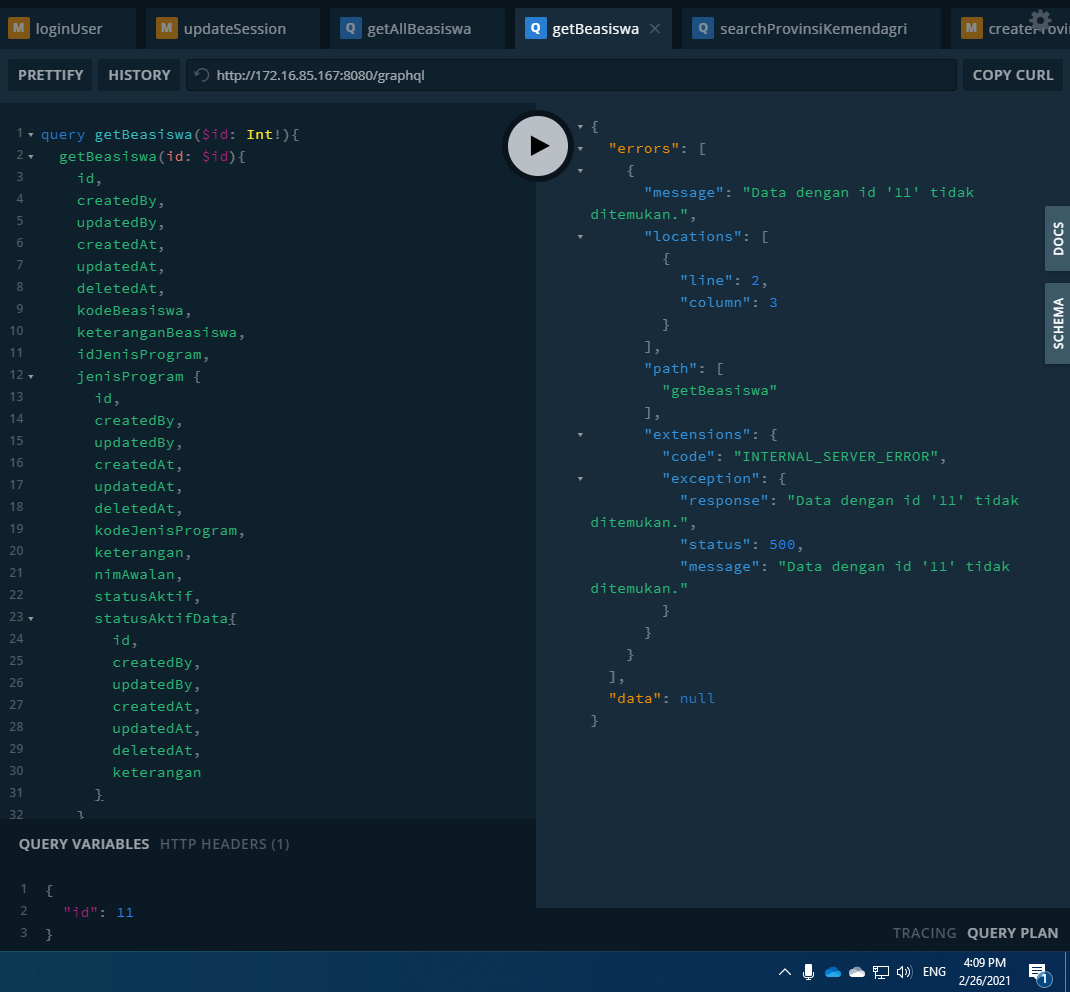 M loginUser M updateSession Q getAllBeasiswa Q getBeasiswa Q searchProvinsiKemendagri M createProvi
PRETTIFY HISTORY http://172.16.85.167:8080/graphql COPY CURL
1 query getBeasiswa($id: Int!){
2 getBeasiswa(id: $id){
3 id,
4 createdBy,
5 updatedBy,
6 createdAt,
7 updatedAt,
8 deletedAt,
9 kodeBeasiswa,
10 keteranganBeasiswa,
11 idJenisProgram,
12 jenisProgram {
13 id,
14 createdBy,
15 updatedBy,
16 createdAt,
17 updatedAt,
18 deletedAt,
19 kodeJenisProgram,
20 keterangan,
21 nimAwalan,
22 statusAktif,
23 statusAktifData{
24 id,
25 createdBy,
26 updatedBy,
27 createdAt,
28 updatedAt,
29 deletedAt,
30 keterangan
31 }
32 }
QUERY VARIABLES HTTP HEADERS (1)
1 {
2 "id": 11
3 }
{
"errors": [
{
"message": "Data dengan id '11' tidak
ditemukan.",
"locations": [
{
"line": 2,
"column": 3
}
],
"path": [
"getBeasiswa"
],
"extensions": {
"code": "INTERNAL_SERVER_ERROR",
"exception": {
"response": "Data dengan id '11' tidak
ditemukan.",
"status": 500,
"message": "Data dengan id '11' tidak
ditemukan."
}
}
}
],
"data": null
}
DOCS
SCHEMA
TRACING QUERY PLAN
ENG
4:09 PM
2/26/2021
1